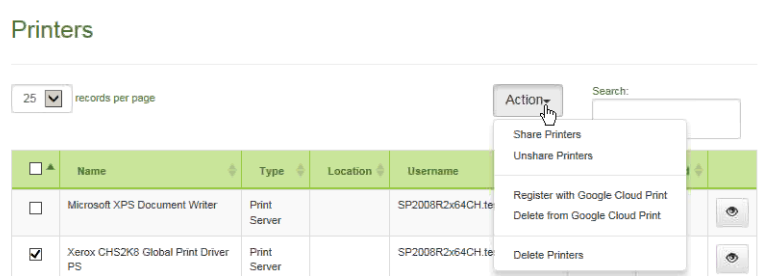 Printers
25 records per page
Action
Search:
Share Printers
Unshare Printers
Register with Google Cloud Print
Delete from Google Cloud Print
Delete Printers
Name Type Location Username
Microsoft XPS Document Writer Print SP2008R2x64CH.te
Server
Xerox CHS2K8 Global Print Driver Print SP2008R2x64CH.te
PS Server